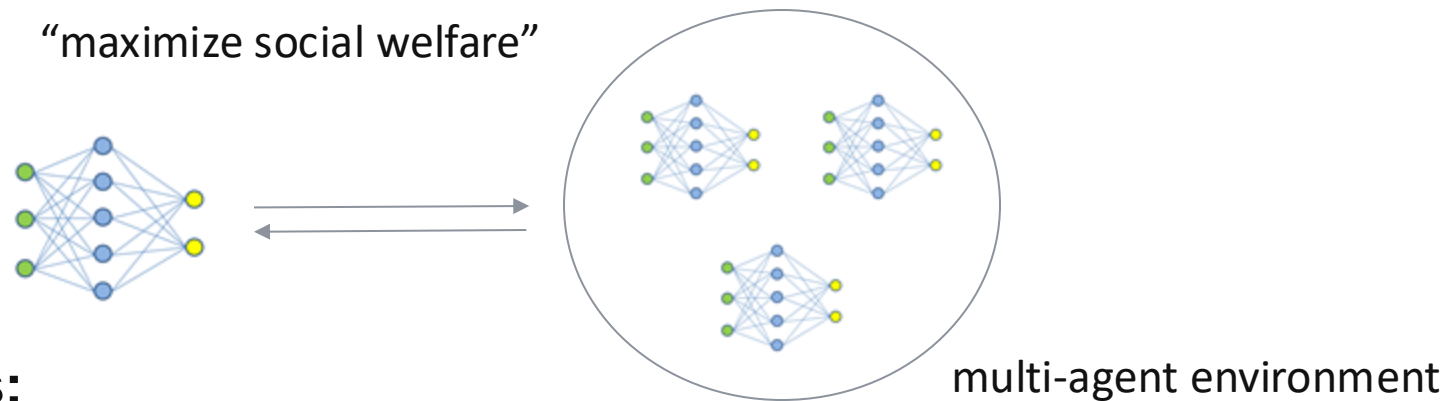 “maximize social welfare”
multi-agent environment